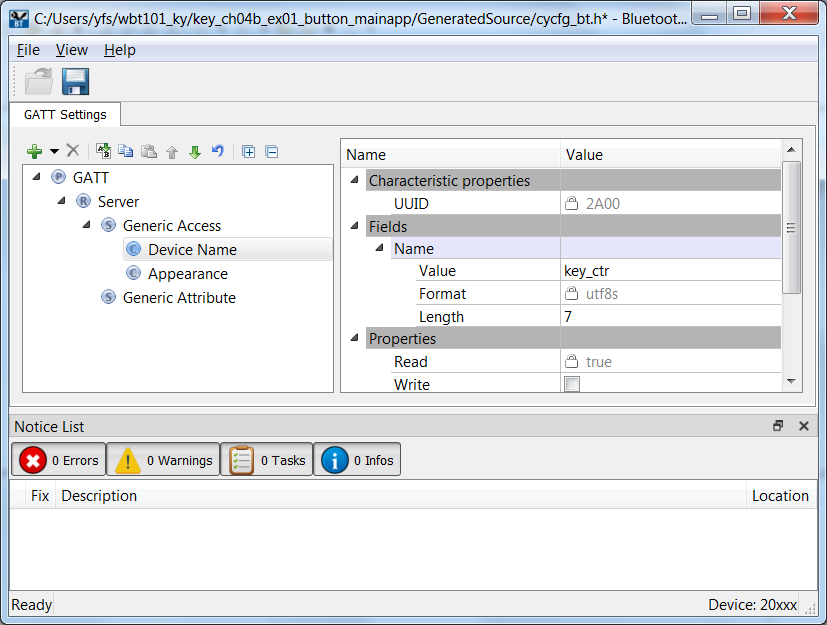 C:/Users/yfs/wbt101_ky/key_ch04b_ex01_button_mainapp/GeneratedSource/cycfg_bt.h* - Bluetoot...
File View Help
GATT Settings
GATT
Server
Generic Access
Device Name
Appearance
Generic Attribute
Name Value
Characteristic properties
UUID 2A00
Fields
Name
Value key_ctr
Format utf8s
Length 7
Properties
Read true
Write
Notice List
0 Errors 0 Warnings 0 Tasks 0 Infos
Fix Description Location
Ready Device: 20xxx